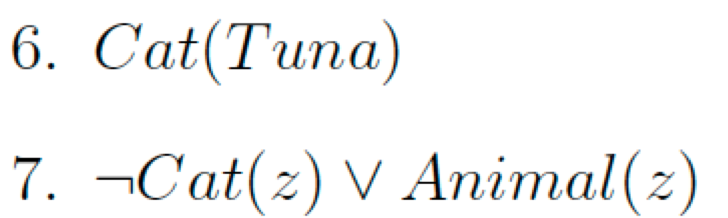 6. Cat(Tuna)
7. ¬Cat(z) ∨ Animal(z)